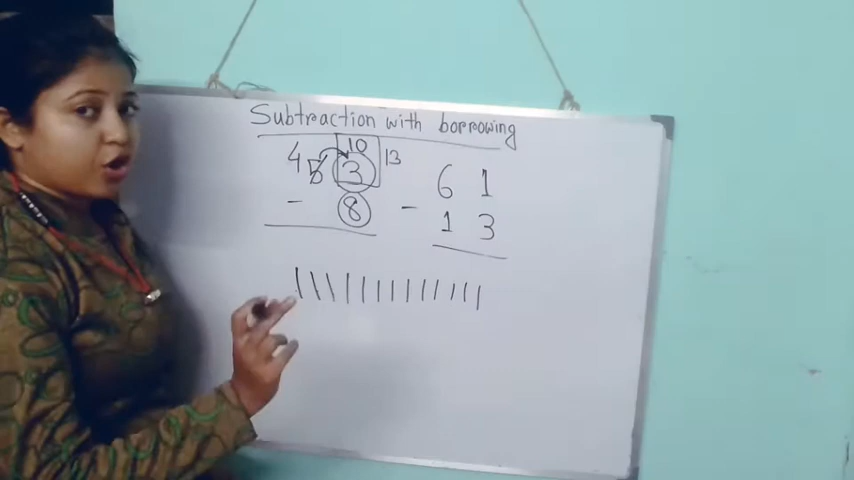 Subtraction with borrowing
10
4 5 3 13
- 8
6 1
- 1 3